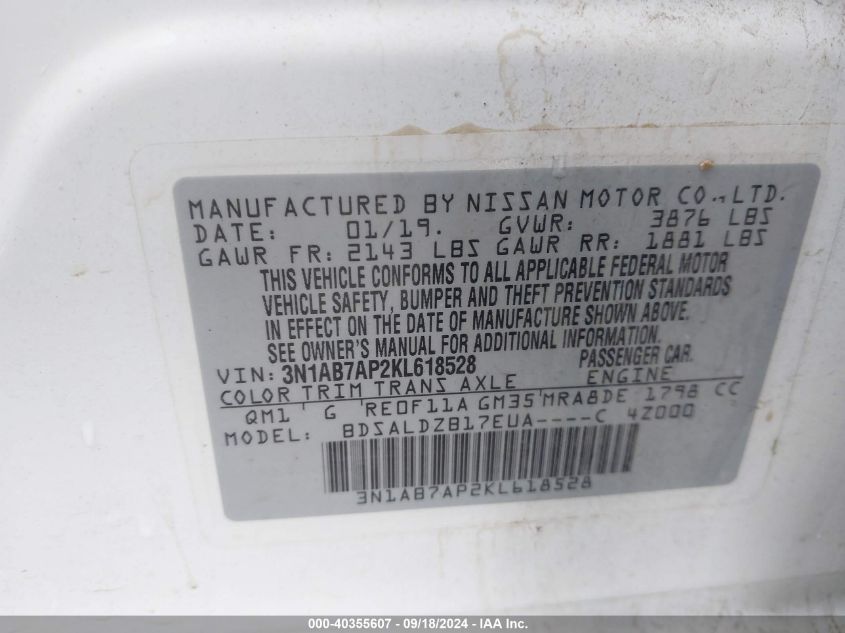 MANUFACTURED BY NISSAN MOTOR CO.,LTD.
DATE: 01/19. GVWR: 3876 LBS
GAWR FR: 2143 LBS GAWR RR: 1881 LBS
THIS VEHICLE CONFORMS TO ALL APPLICABLE FEDERAL MOTOR
VEHICLE SAFETY, BUMPER AND THEFT PREVENTION STANDARDS
IN EFFECT ON THE DATE OF MANUFACTURE SHOWN ABOVE.
SEE OWNER'S MANUAL FOR ADDITIONAL INFORMATION.
VIN: 3N1AB7AP2KL618528 PASSENGER CAR.
COLOR TRIM TRANS AXLE ENGINE
QM1 G RE0F11A GM35 MRA8DE 1798 CC
MODEL: BDSALDZB17EUA----C 4Z000
3N1AB7AP2KL618528
000-40355607 - 09/18/2024 - IAA Inc.